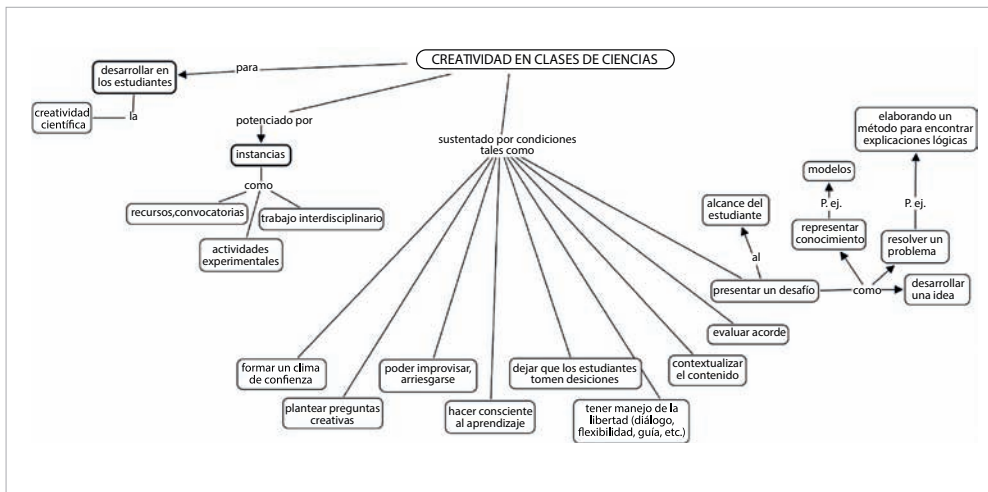 CREATIVIDAD EN CLASES DE CIENCIAS
para
desarrollar en
los estudiantes
la
creatividad
científica
potenciado por
instancias
como
recursos,convocatorias
trabajo interdisciplinario
actividades
experimentales
sustentado por condiciones
tales como
formar un clima
de confienza
plantear preguntas
creativas
poder improvisar,
arriesgarse
hacer consciente
al aprendizaje
dejar que los estudiantes
tomen desiciones
tener manejo de la
libertad (diálogo,
flexibilidad, guía, etc.)
contextualizar
el contenido
evaluar acorde
presentar un desafío
al
alcance del
estudiante
como
representar
conocimiento
P. ej.
modelos
resolver un
problema
P. ej.
elaborando un
método para encontrar
explicaciones lógicas
desarrollar
una idea